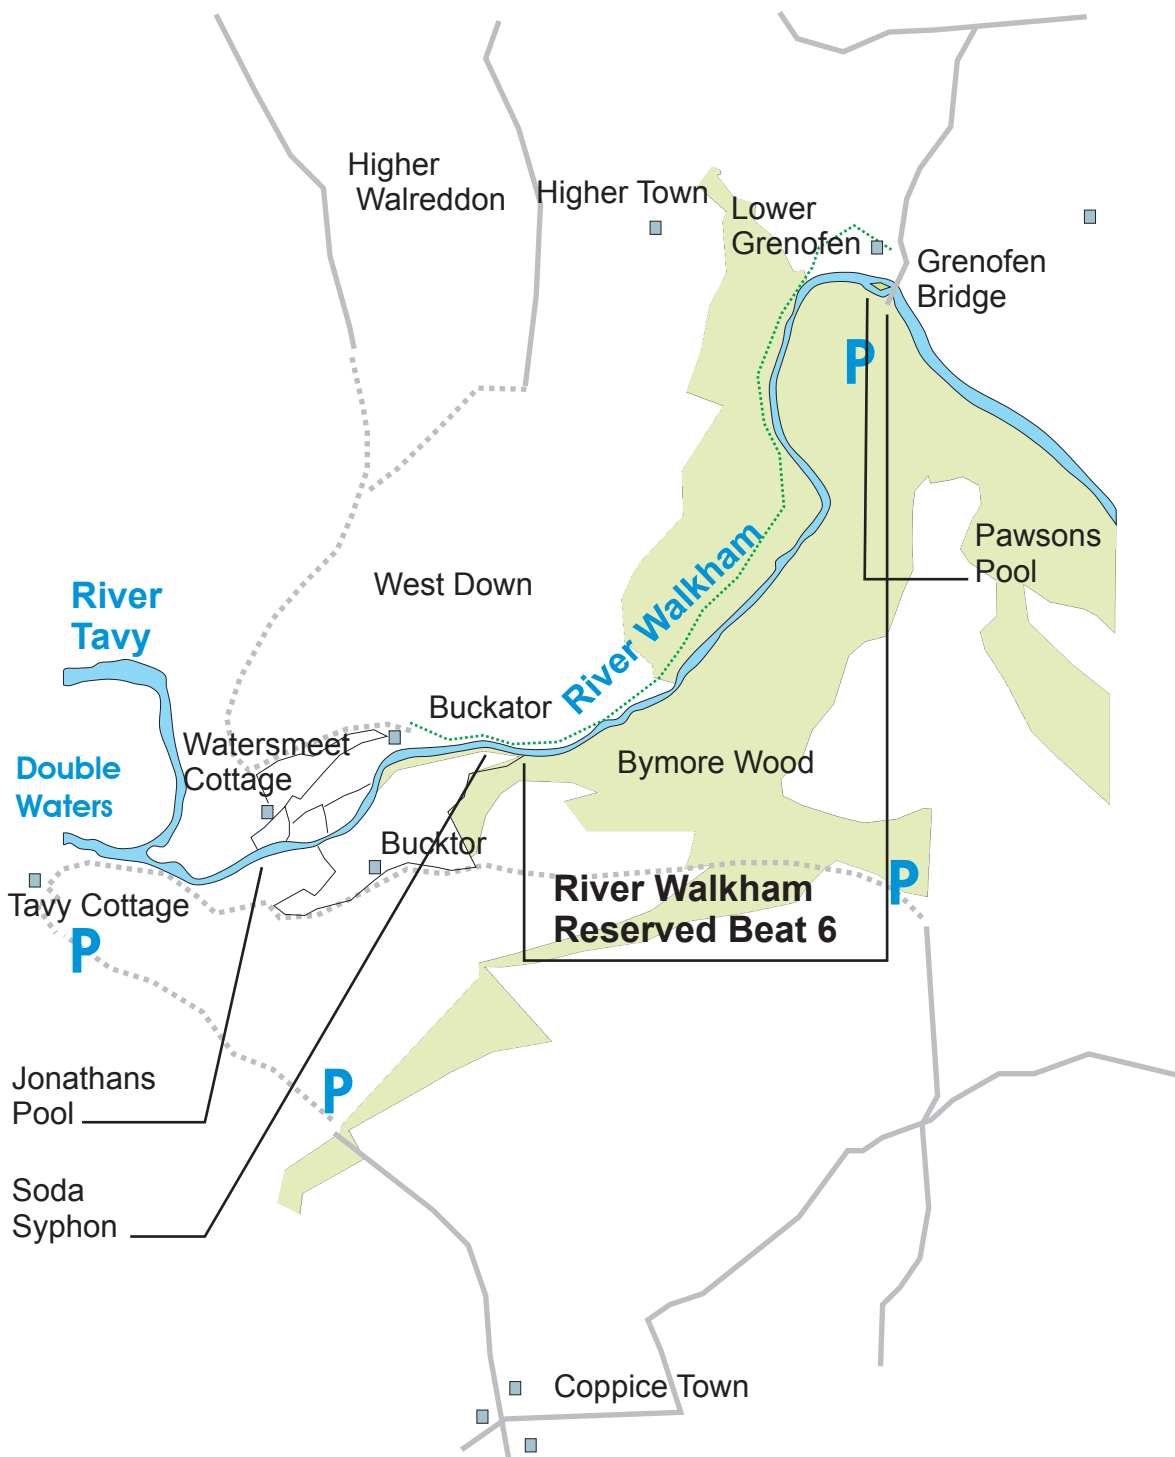 Higher
Walreddon
Higher Town
Lower
Grenofen
Grenofen
Bridge
P
Pawsons
Pool
West Down
River
Tavy
River Walkham
Buckator
Watersmeet
Cottage
Bymore Wood
Double
Waters
Bucktor
Tavy Cottage
River Walkham
Reserved Beat 6
P
P
Jonathans
Pool
P
Soda
Syphon
Coppice Town